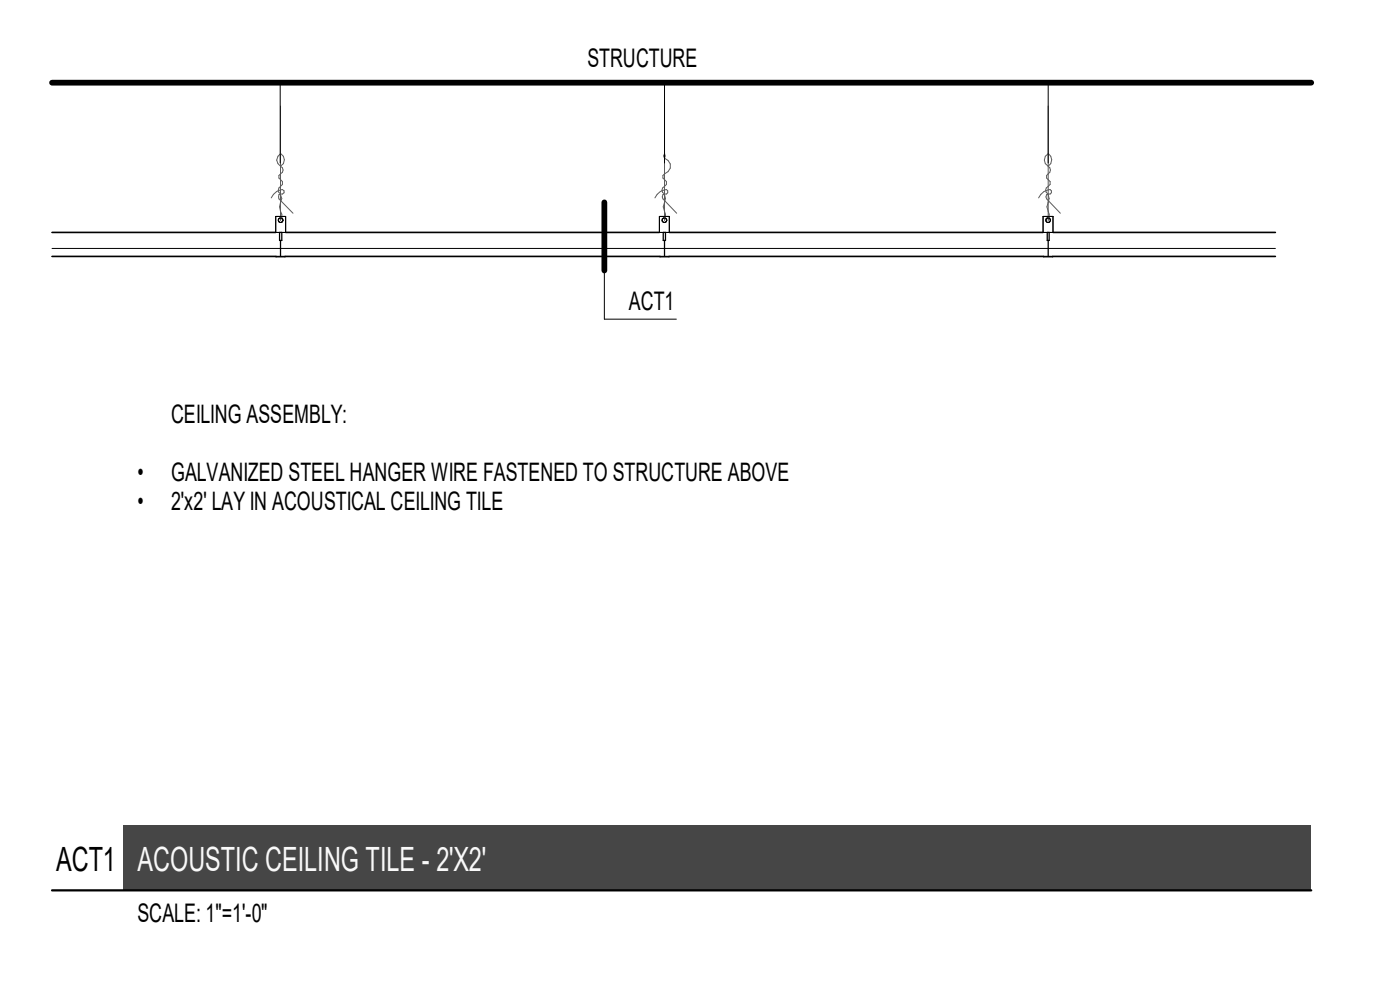 STRUCTURE
ACT1
CEILING ASSEMBLY:
• GALVANIZED STEEL HANGER WIRE FASTENED TO STRUCTURE ABOVE
• 2'x2' LAY IN ACOUSTICAL CEILING TILE
ACT1 ACOUSTIC CEILING TILE - 2'X2'
SCALE: 1"=1'-0"